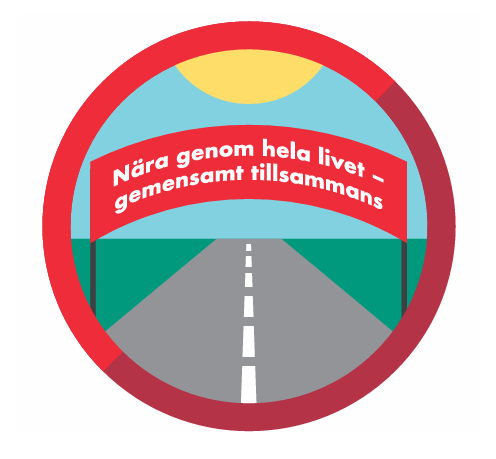 Nära genom hela livet –
gemensamt tillsammans